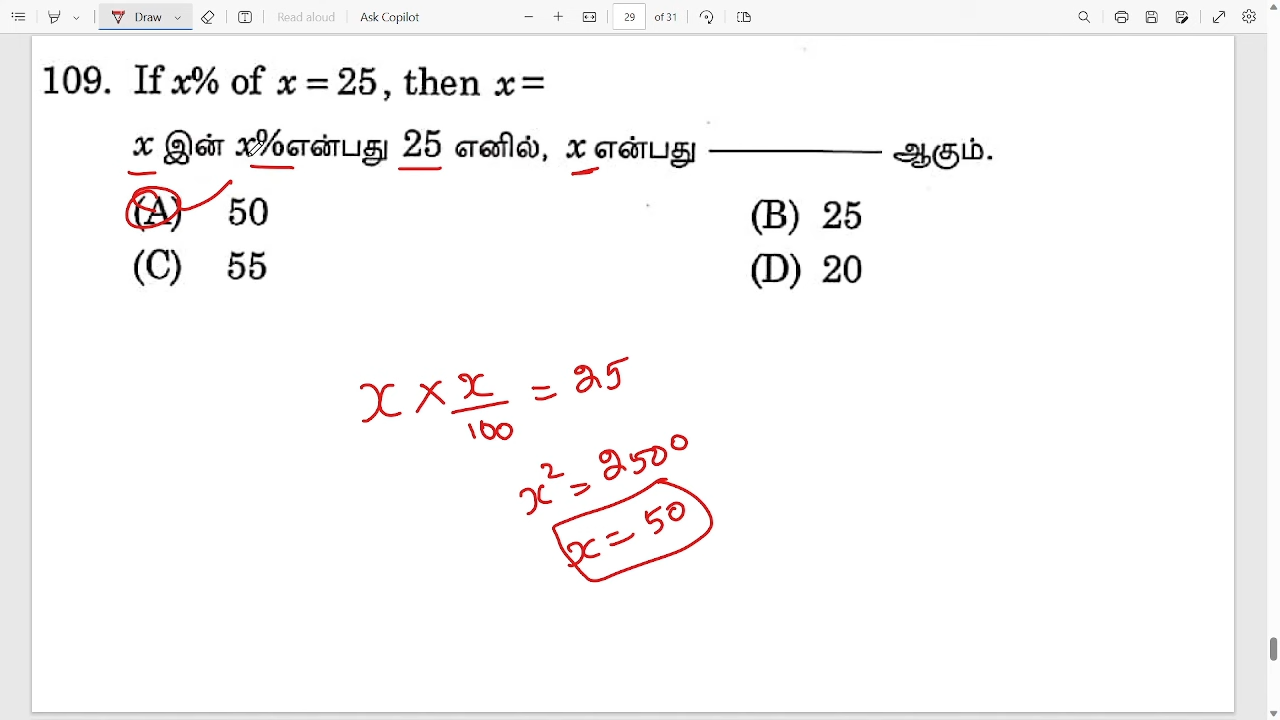 Draw
Read aloud
Ask Copilot
29 of 31
109. If x% of x = 25, then x =
x இன் x% என்பது 25 எனில், x என்பது ________ ஆகும்.
(A) 50 (B) 25
(C) 55 (D) 20
x × x/100 = 25
x² = 2500
x = 50